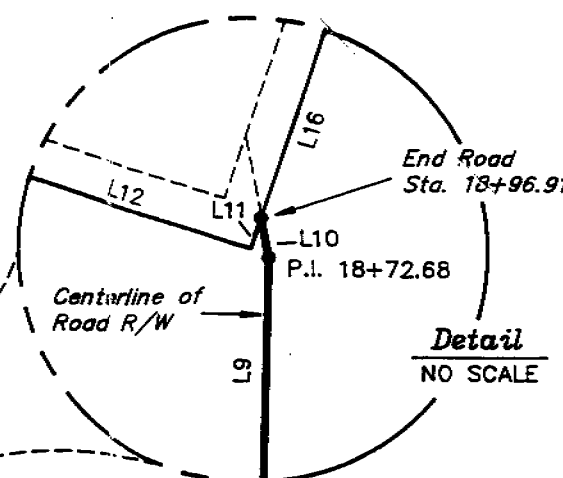 L16
End Road
Sta. 18+96.91
L12
L11
L10
P.I. 18+72.68
Centerline of
Road R/W
L9
Detail
NO SCALE